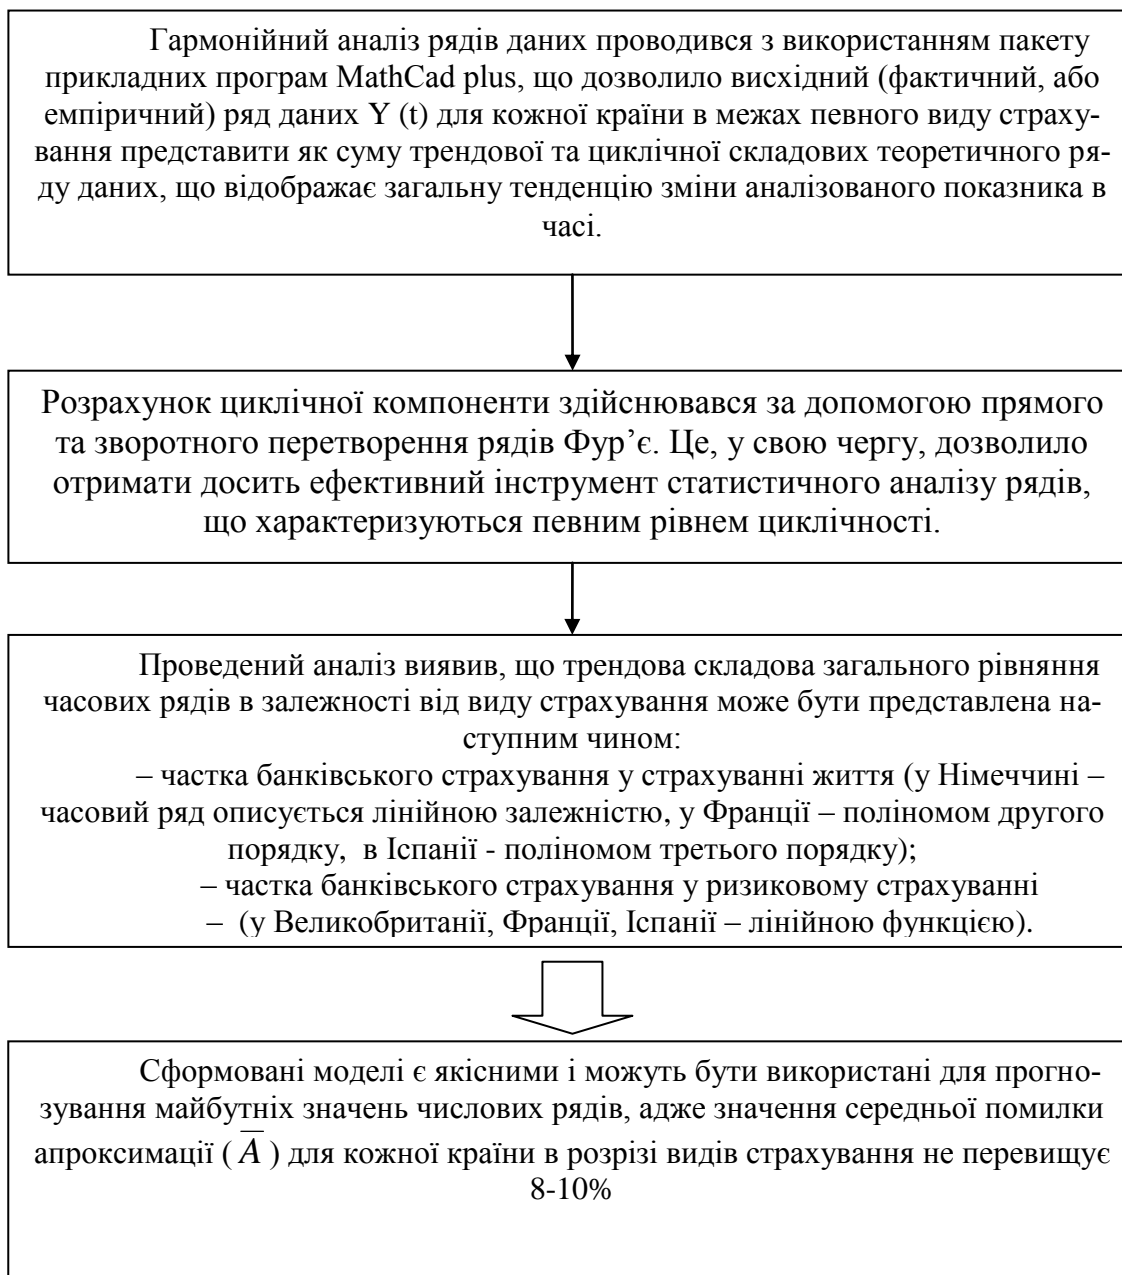 Гармонійний аналіз рядів даних проводився з використанням пакету
прикладних програм MathCad plus, що дозволило висхідний (фактичний, або
емпіричний) ряд даних Y (t) для кожної країни в межах певного виду страху-
вання представити як суму трендової та циклічної складових теоретичного ря-
ду даних, що відображає загальну тенденцію зміни аналізованого показника в
часі.
Розрахунок циклічної компоненти здійснювався за допомогою прямого
та зворотного перетворення рядів Фур’є. Це, у свою чергу, дозволило
отримати досить ефективний інструмент статистичного аналізу рядів,
що характеризуються певним рівнем циклічності.
Проведений аналіз виявив, що трендова складова загального рівняння
часових рядів в залежності від виду страхування може бути представлена на-
ступним чином:
– частка банківського страхування у страхуванні життя (у Німеччині –
часовий ряд описується лінійною залежністю, у Франції – поліномом другого
порядку, в Іспанії - поліномом третього порядку);
– частка банківського страхування у ризиковому страхуванні
– (у Великобританії, Франції, Іспанії – лінійною функцією).
Сформовані моделі є якісними і можуть бути використані для прогно-
зування майбутніх значень числових рядів, адже значення середньої помилки
апроксимації ( A̅ ) для кожної країни в розрізі видів страхування не перевищує
8-10%